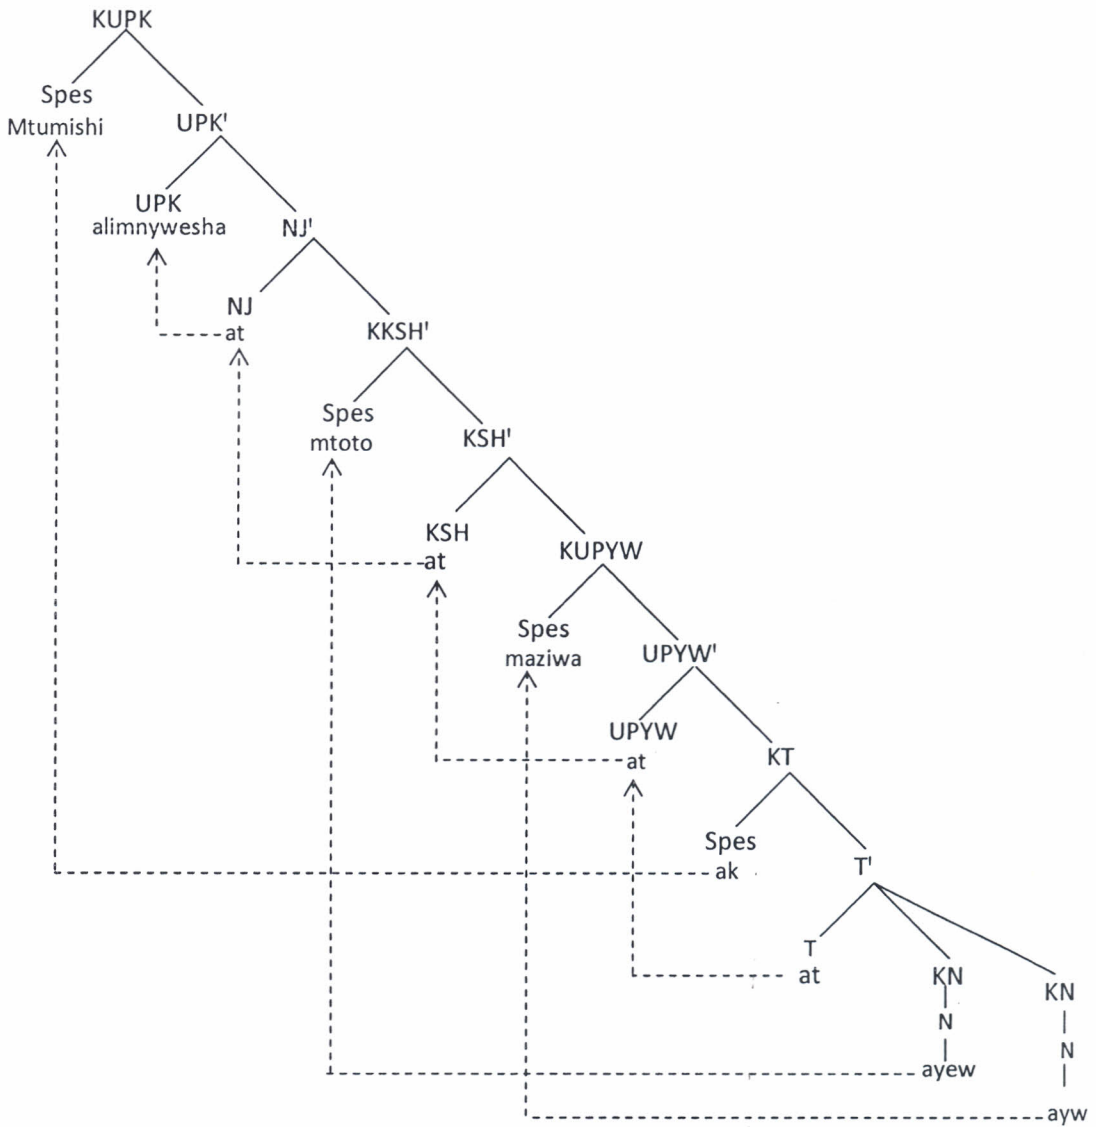 KUPK
Spes
Mtumishi
UPK'
UPK
alimnywesha
NJ'
NJ
at
KKSH'
Spes
mtoto
KSH'
KSH
at
KUPYW
Spes
maziwa
UPYW'
UPYW
at
KT
Spes
ak
T'
T
at
KN
KN
N
N
ayew
ayw